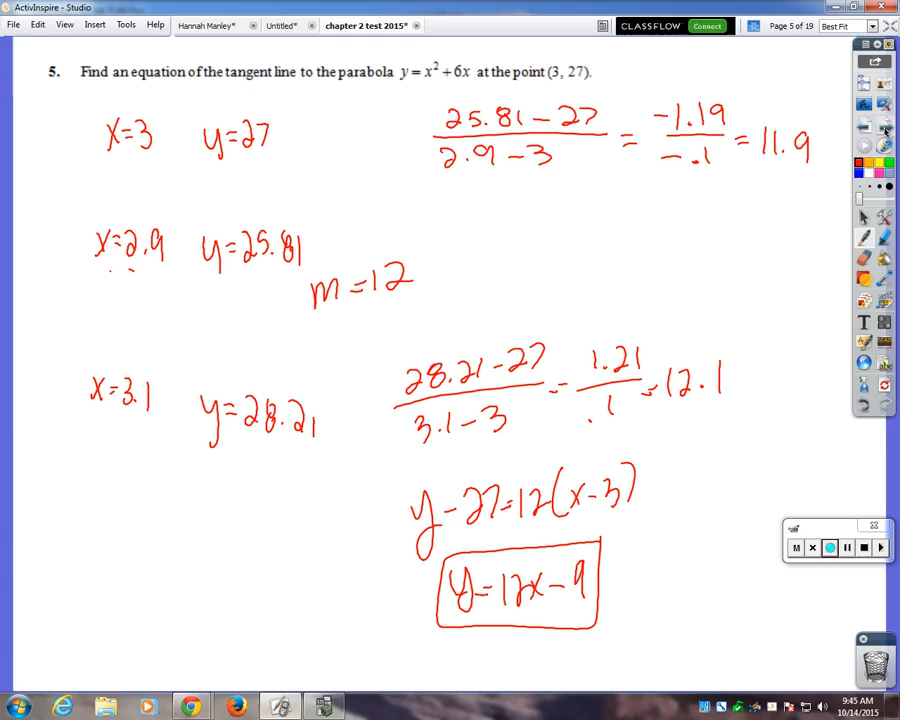 ActivInspire - Studio
File Edit View Insert Tools Help
Hannah Manley* Untitled* chapter 2 test 2015*
CLASSFLOW Connect
Page 5 of 19 Best Fit
5. Find an equation of the tangent line to the parabola y = x² + 6x at the point (3, 27).
x=3 y=27
25.81 - 27 / 2.9 - 3 = -1.19 / -.1 = 11.9
x=2.9 y=25.81
m=12
x=3.1 y=28.21
28.21-27 / 3.1-3 = 1.21 / .1 = 12.1
y-27=12(x-3)
y=12x-9
T
abc
M
9:45 AM
10/14/2015